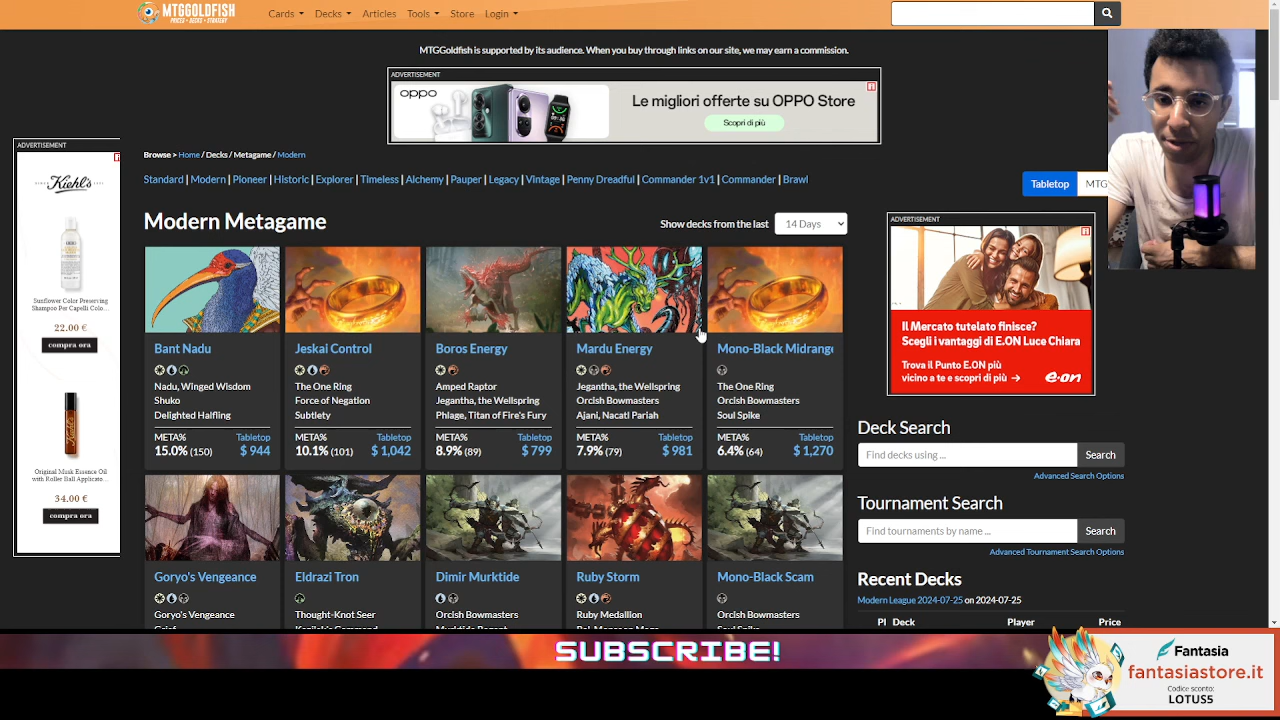 MTGGOLDFISH
PRICES • DECKS • STRATEGY
Cards
Decks
Articles
Tools
Store
Login
MTGGoldfish is supported by its audience. When you buy through links on our site, we may earn a commission.
ADVERTISEMENT
oppo
Le migliori offerte su OPPO Store
Scopri di più
ADVERTISEMENT
Kiehl's
Sunflower Color Preserving
Shampoo Per Capelli Colo...
22.00 €
compra ora
Original Musk Essence Oil
with Roller Ball Applicato...
34.00 €
compra ora
Browse > Home / Decks / Metagame / Modern
Standard | Modern | Pioneer | Historic | Explorer | Timeless | Alchemy | Pauper | Legacy | Vintage | Penny Dreadful | Commander 1v1 | Commander | Brawl
Tabletop
MTG
Modern Metagame
Show decks from the last
14 Days
Bant Nadu
Nadu, Winged Wisdom
Shuko
Delighted Halfling
META%
Tabletop
15.0% (150)
$ 944
Jeskai Control
The One Ring
Force of Negation
Subtlety
META%
Tabletop
10.1% (101)
$ 1,042
Boros Energy
Amped Raptor
Jegantha, the Wellspring
Phlage, Titan of Fire's Fury
META%
Tabletop
8.9% (89)
$ 799
Mardu Energy
Jegantha, the Wellspring
Orcish Bowmasters
Ajani, Nacatl Pariah
META%
Tabletop
7.9% (79)
$ 981
Mono-Black Midrange
The One Ring
Orcish Bowmasters
Soul Spike
META%
Tabletop
6.4% (64)
$ 1,270
Goryo's Vengeance
Goryo's Vengeance
Eldrazi Tron
Thought-Knot Seer
Dimir Murktide
Orcish Bowmasters
Ruby Storm
Ruby Medallion
Mono-Black Scam
Orcish Bowmasters
ADVERTISEMENT
Il Mercato tutelato finisce?
Scegli i vantaggi di E.ON Luce Chiara
Trova il Punto E.ON più
vicino a te e scopri di più →
e·on
Deck Search
Find decks using ...
Search
Advanced Search Options
Tournament Search
Find tournaments by name ...
Search
Advanced Tournament Search Options
Recent Decks
Modern League 2024-07-25 on 2024-07-25
Pl
Deck
Player
Price
SUBSCRIBE!
Fantasia
fantasiastore.it
Codice sconto:
LOTUS5